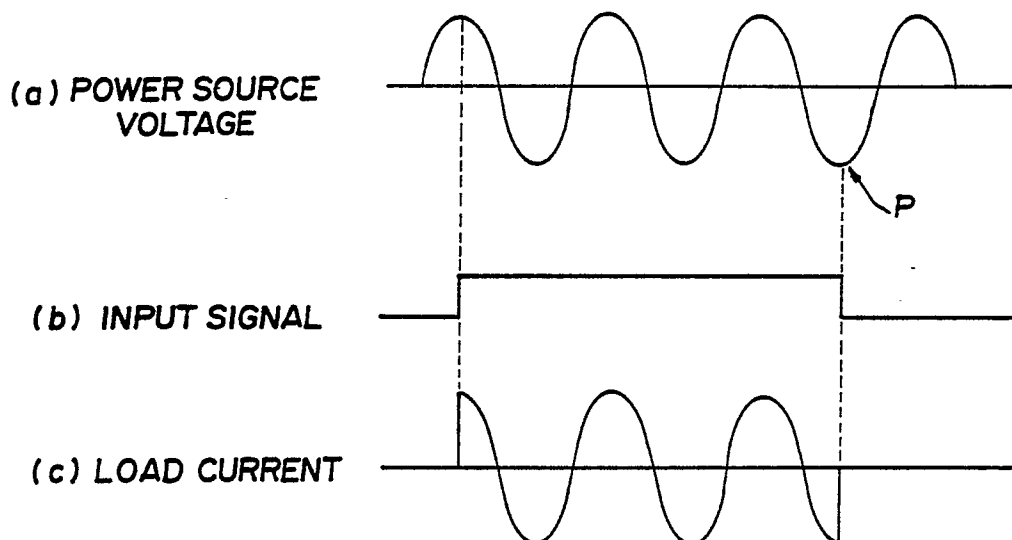 (a) POWER SOURCE
VOLTAGE
P
(b) INPUT SIGNAL
(c) LOAD CURRENT